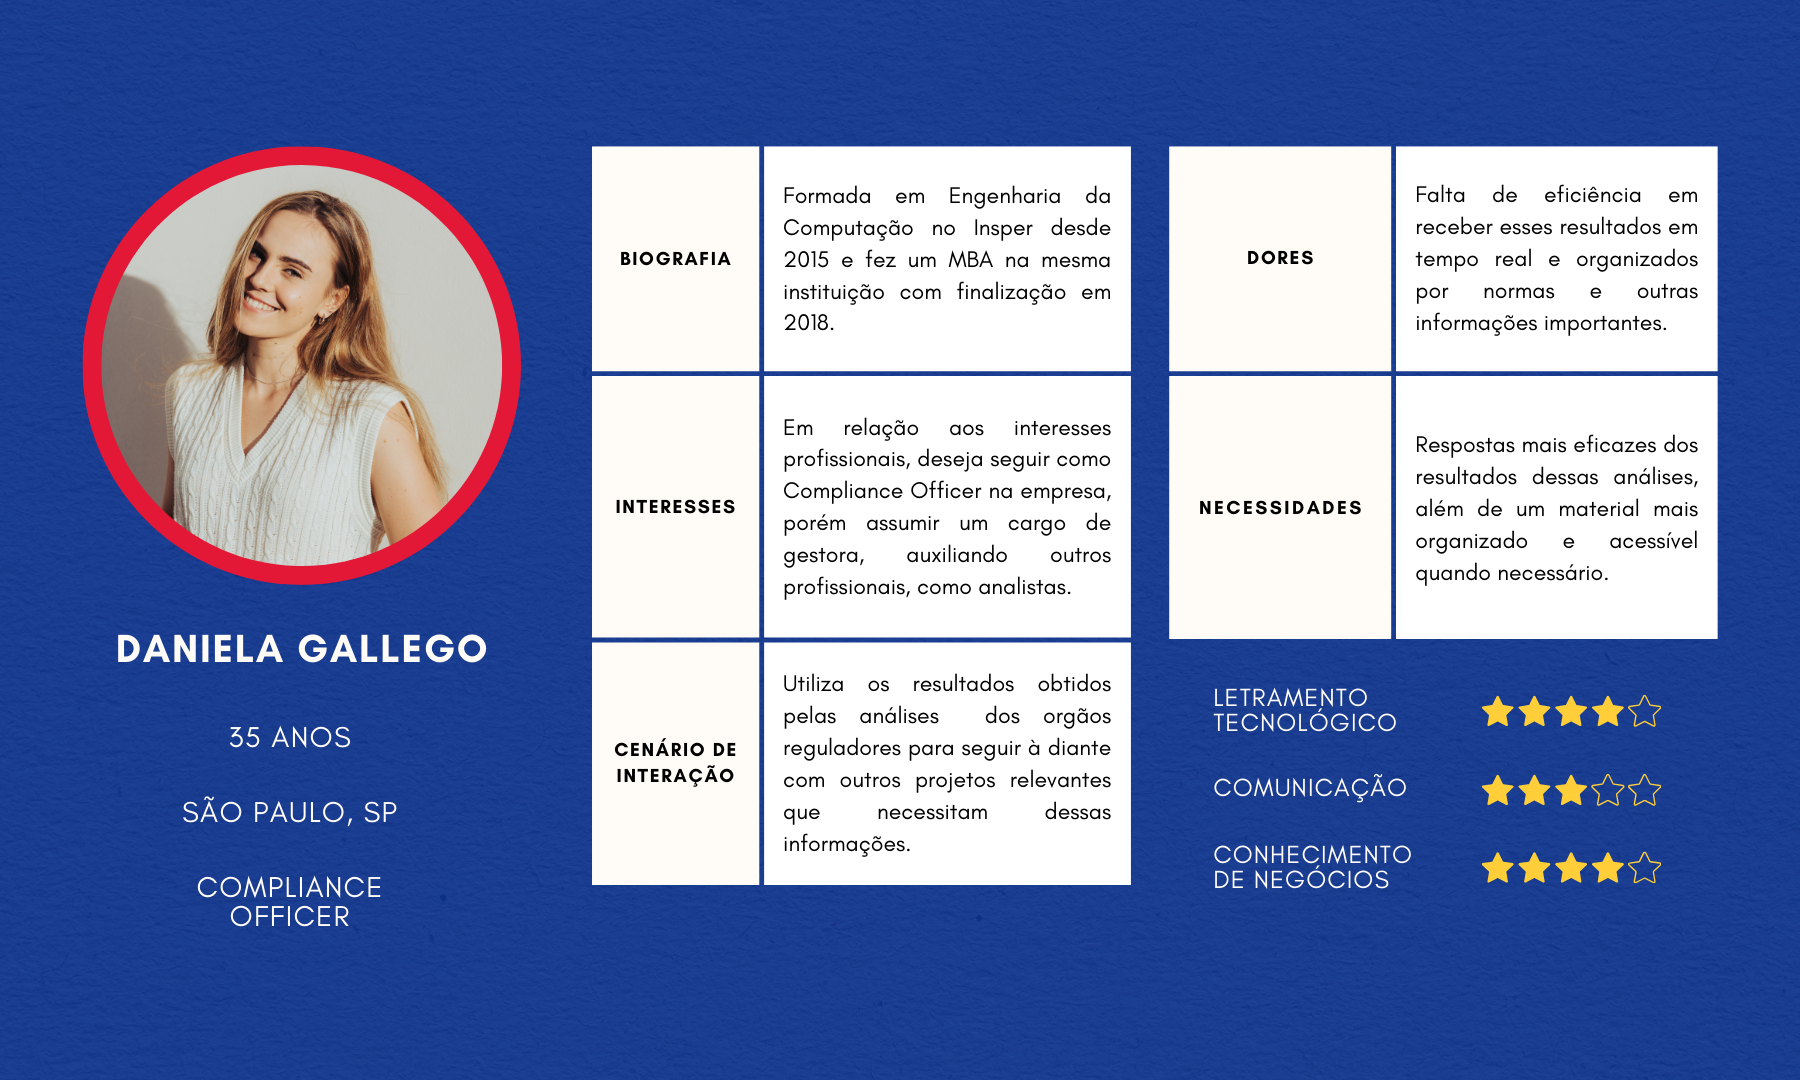 DANIELA GALLEGO
35 ANOS
SÃO PAULO, SP
COMPLIANCE
OFFICER
BIOGRAFIA
Formada em Engenharia da
Computação no Insper desde
2015 e fez um MBA na mesma
instituição com finalização em
2018.
INTERESSES
Em relação aos interesses
profissionais, deseja seguir como
Compliance Officer na empresa,
porém assumir um cargo de
gestora, auxiliando outros
profissionais, como analistas.
CENÁRIO DE
INTERAÇÃO
Utiliza os resultados obtidos
pelas análises dos orgãos
reguladores para seguir à diante
com outros projetos relevantes
que necessitam dessas
informações.
DORES
Falta de eficiência em
receber esses resultados em
tempo real e organizados
por normas e outras
informações importantes.
NECESSIDADES
Respostas mais eficazes dos
resultados dessas análises,
além de um material mais
organizado e acessível
quando necessário.
LETRAMENTO
TECNOLÓGICO
COMUNICAÇÃO
CONHECIMENTO
DE NEGÓCIOS